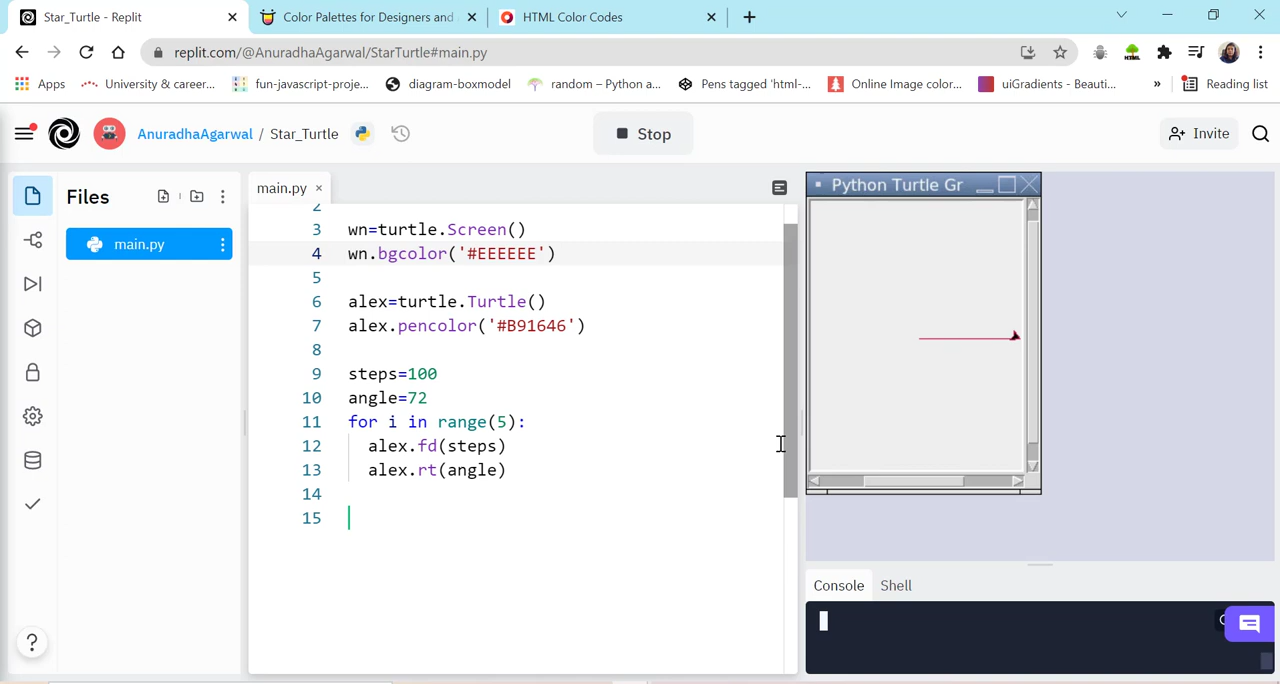 Star_Turtle - Replit
Color Palettes for Designers and
HTML Color Codes
replit.com/@AnuradhaAgarwal/StarTurtle#main.py
Apps
University & career...
fun-javascript-proje...
diagram-boxmodel
random – Python a...
Pens tagged 'html-...
Online Image color...
uiGradients - Beauti...
»
Reading list
AnuradhaAgarwal / Star_Turtle
Stop
Invite
Files
main.py
main.py
2
3 wn=turtle.Screen()
4 wn.bgcolor('#EEEEEE')
5
6 alex=turtle.Turtle()
7 alex.pencolor('#B91646')
8
9 steps=100
10 angle=72
11 for i in range(5):
12 alex.fd(steps)
13 alex.rt(angle)
14
15
Python Turtle Gr
Console Shell
?